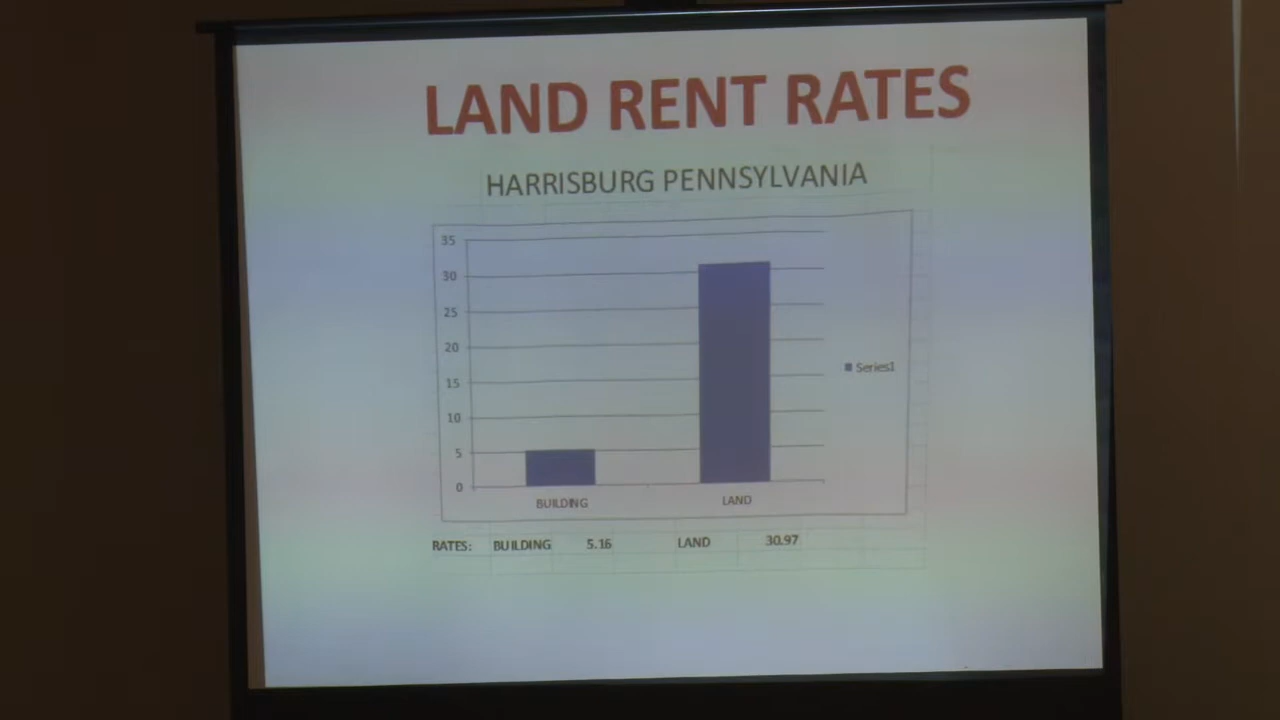 LAND RENT RATES
HARRISBURG PENNSYLVANIA
35
30
25
20
15
10
5
0
BUILDING LAND
Series1
RATES: BUILDING 5.16 LAND 30.97